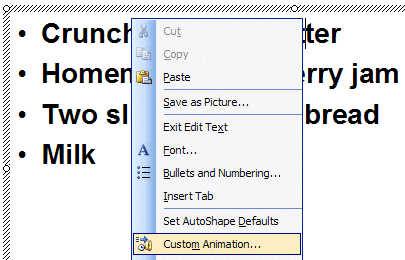 • Crunch tter
• Homem erry jam
• Two sl bread
• Milk
Cut
Copy
Paste
Save as Picture...
Exit Edit Text
Font...
Bullets and Numbering...
Insert Tab
Set AutoShape Defaults
Custom Animation...